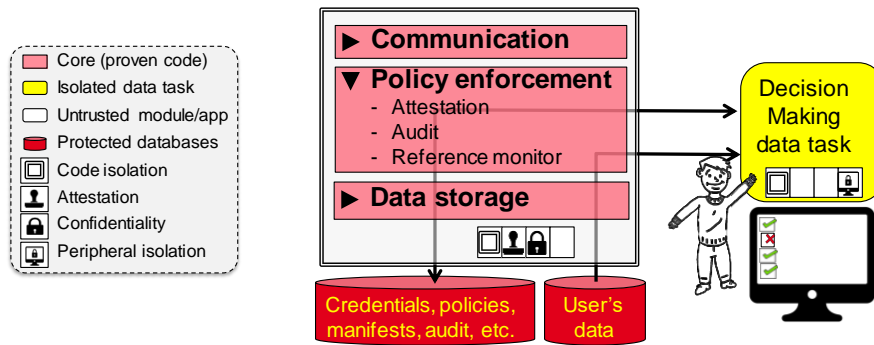 Core (proven code)
Isolated data task
Untrusted module/app
Protected databases
Code isolation
Attestation
Confidentiality
Peripheral isolation
► Communication
▼ Policy enforcement
- Attestation
- Audit
- Reference monitor
► Data storage
Credentials, policies,
manifests, audit, etc.
User's
data
Decision
Making
data task